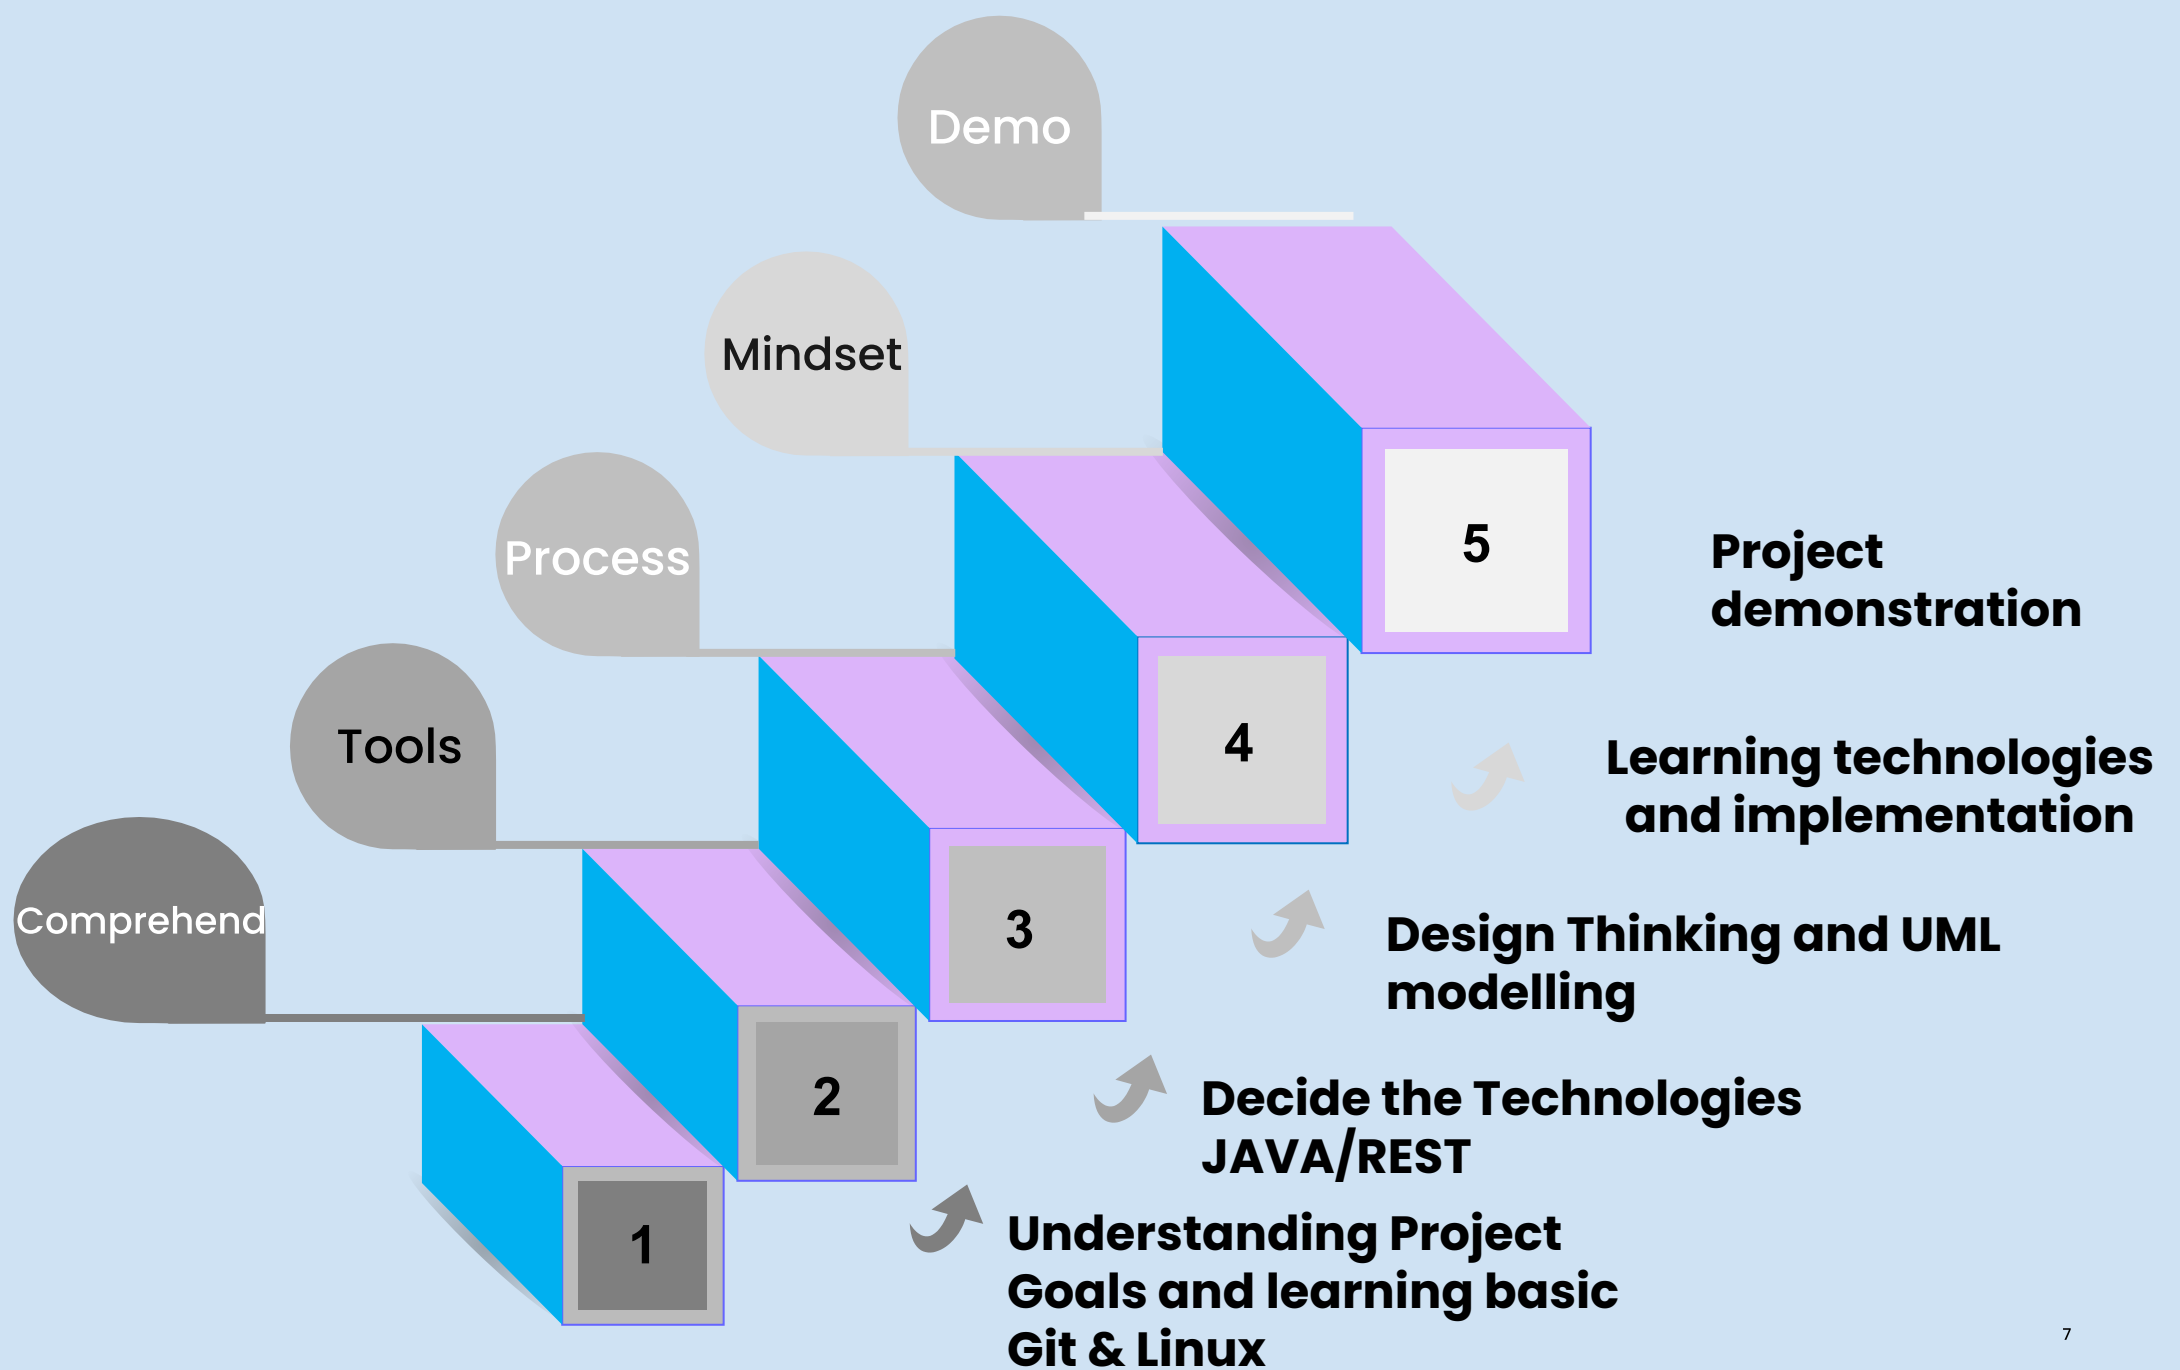 Demo
Mindset
Process
Tools
Comprehend
5
4
3
2
1
Project
demonstration
Learning technologies
and implementation
Design Thinking and UML
modelling
Decide the Technologies
JAVA/REST
Understanding Project
Goals and learning basic
Git & Linux
7